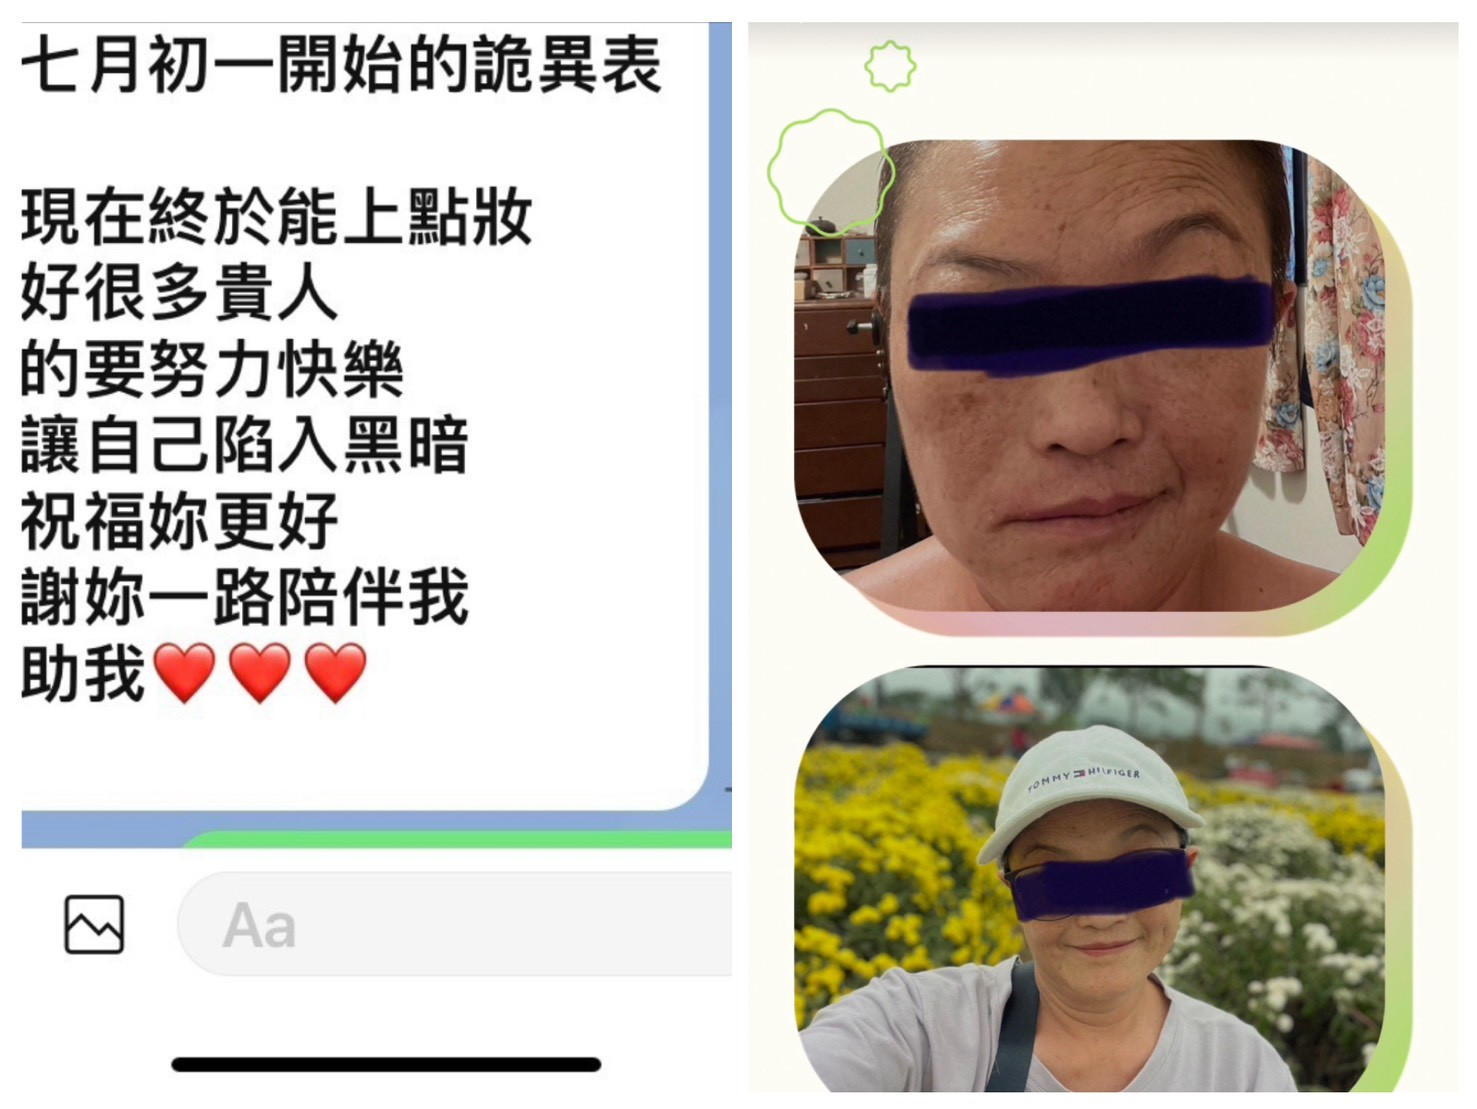 七月初一開始的詭異表
現在終於能上點妝
好很多貴人
的要努力快樂
讓自己陷入黑暗
祝福妳更好
謝妳一路陪伴我
助我❤️❤️❤️
Aa
TOMMY HILFIGER